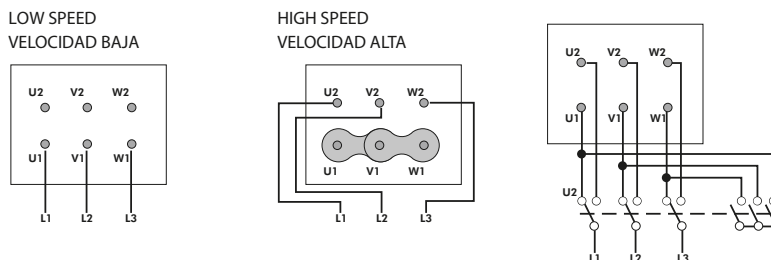 LOW SPEED
VELOCIDAD BAJA
U2 V2 W2
U1 V1 W1
L1 L2 L3
HIGH SPEED
VELOCIDAD ALTA
U2 V2 W2
U1 V1 W1
L1 L2 L3
U2 V2 W2
U1 V1 W1
U2
L1 L2 L3